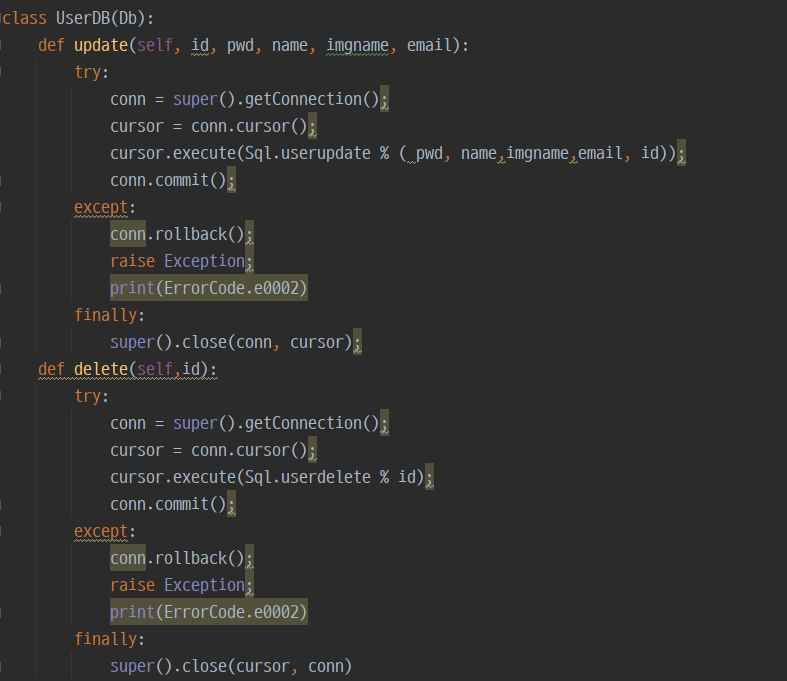 class UserDB(Db):
    def update(self, id, pwd, name, imgname, email):
        try:
            conn = super().getConnection();
            cursor = conn.cursor();
            cursor.execute(Sql.userupdate % ( pwd, name,imgname,email, id));
            conn.commit();
        except:
            conn.rollback();
            raise Exception;
            print(ErrorCode.e0002)
        finally:
            super().close(conn, cursor);
    def delete(self,id):
        try:
            conn = super().getConnection();
            cursor = conn.cursor();
            cursor.execute(Sql.userdelete % id);
            conn.commit();
        except:
            conn.rollback();
            raise Exception;
            print(ErrorCode.e0002)
        finally:
            super().close(cursor, conn)